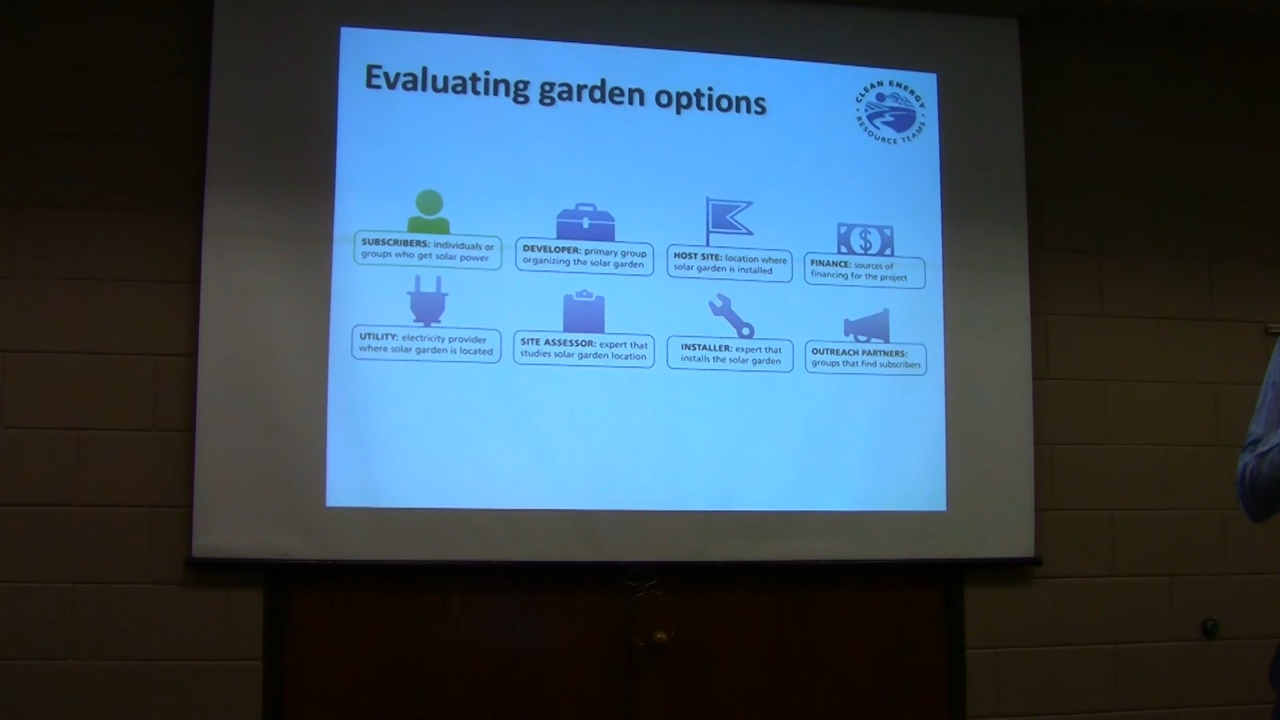 Evaluating garden options
CLEAN ENERGY
RESOURCE TEAMS
SUBSCRIBERS: individuals or
groups who get solar power
DEVELOPER: primary group
organizing the solar garden
HOST SITE: location where
solar garden is installed
$
FINANCE: sources of
financing for the project
UTILITY: electricity provider
where solar garden is located
SITE ASSESSOR: expert that
studies solar garden location
INSTALLER: expert that
installs the solar garden
OUTREACH PARTNERS:
groups that find subscribers